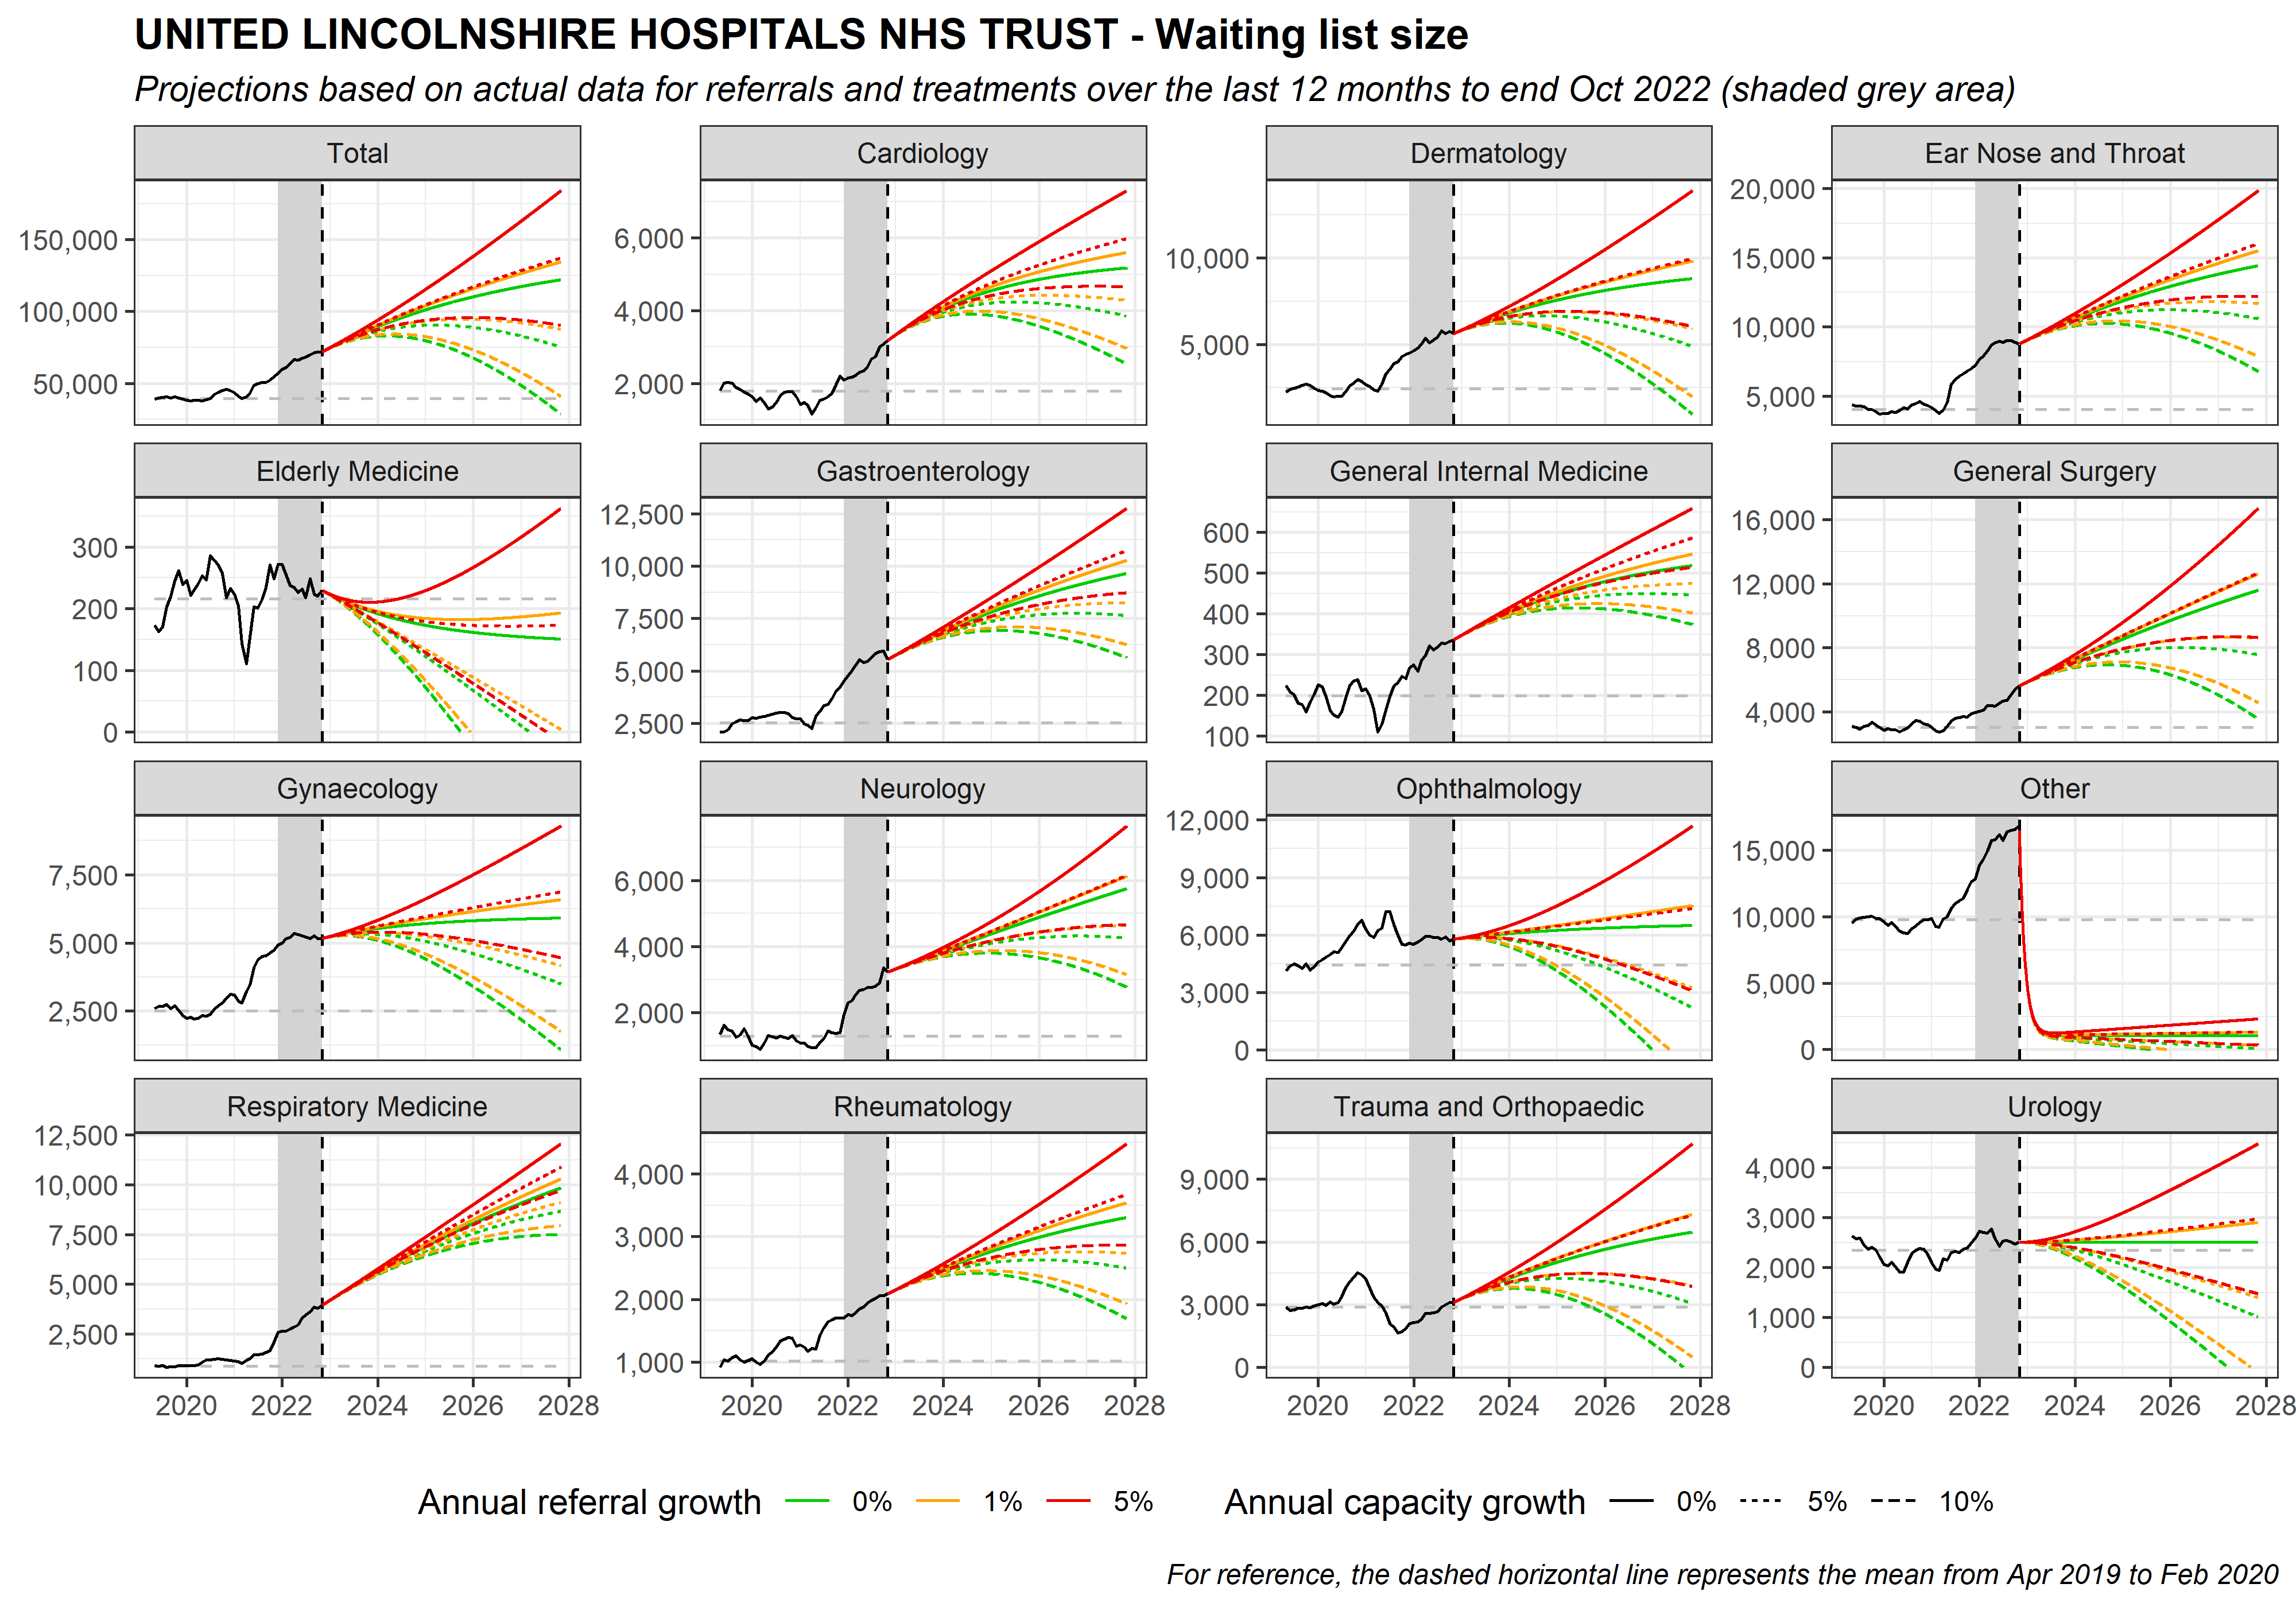 UNITED LINCOLNSHIRE HOSPITALS NHS TRUST - Waiting list size
Projections based on actual data for referrals and treatments over the last 12 months to end Oct 2022 (shaded grey area)
Total
Cardiology
Dermatology
Ear Nose and Throat
150,000
100,000
50,000
6,000
4,000
2,000
10,000
5,000
20,000
15,000
10,000
5,000
Elderly Medicine
Gastroenterology
General Internal Medicine
General Surgery
300
200
100
0
12,500
10,000
7,500
5,000
2,500
600
500
400
300
200
100
16,000
12,000
8,000
4,000
Gynaecology
Neurology
Ophthalmology
Other
7,500
5,000
2,500
6,000
4,000
2,000
12,000
9,000
6,000
3,000
0
15,000
10,000
5,000
0
Respiratory Medicine
Rheumatology
Trauma and Orthopaedic
Urology
12,500
10,000
7,500
5,000
2,500
4,000
3,000
2,000
1,000
9,000
6,000
3,000
0
4,000
3,000
2,000
1,000
0
2020 2022 2024 2026 2028
2020 2022 2024 2026 2028
2020 2022 2024 2026 2028
2020 2022 2024 2026 2028
Annual referral growth 0% 1% 5% Annual capacity growth 0% 5% 10%
For reference, the dashed horizontal line represents the mean from Apr 2019 to Feb 2020